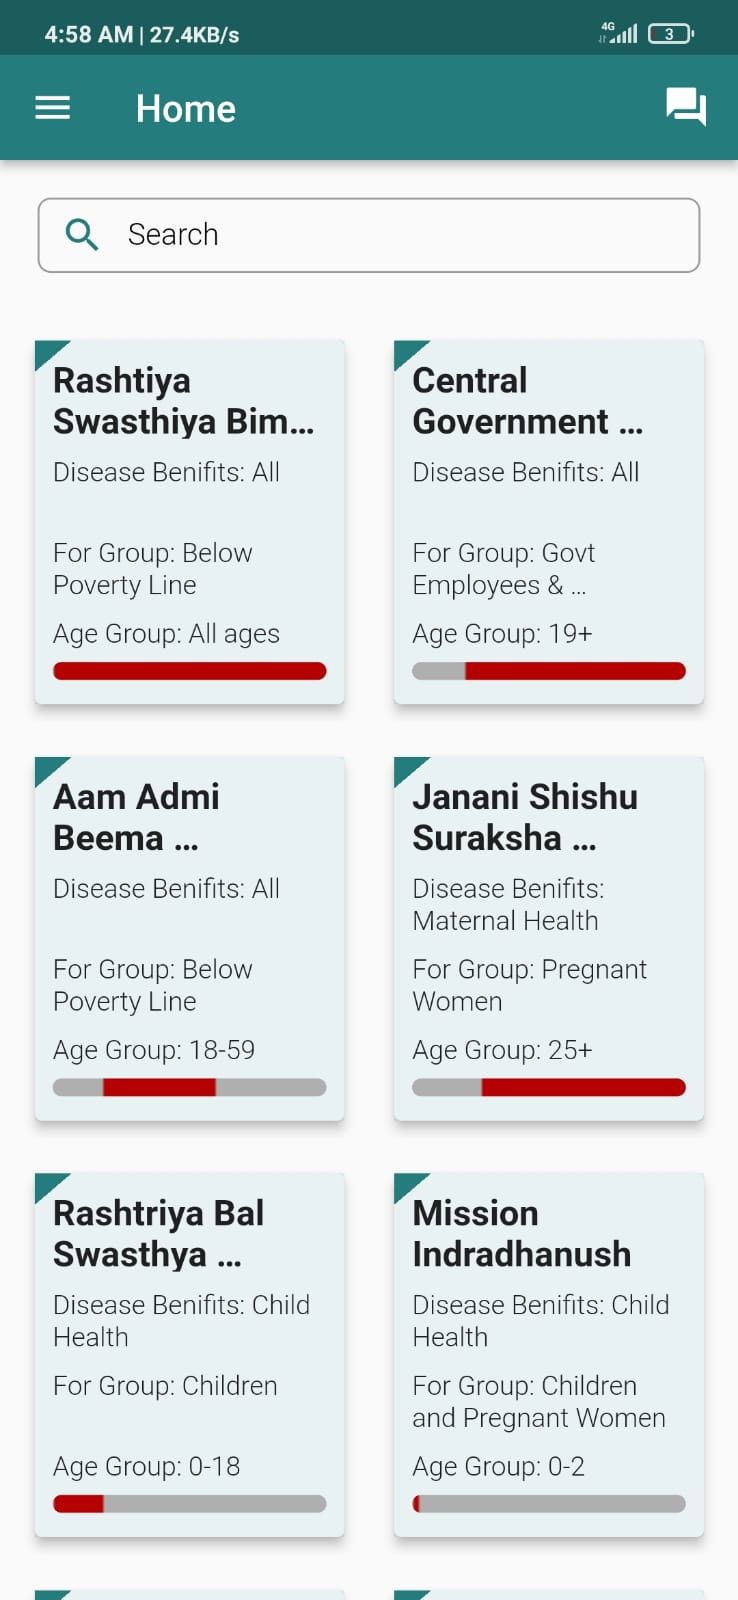 4:58 AM | 27.4KB/s
4G
3
Home
Search
Rashtiya
Swasthiya Bim...
Disease Benifits: All
For Group: Below
Poverty Line
Age Group: All ages
Central
Government ...
Disease Benifits: All
For Group: Govt
Employees & ...
Age Group: 19+
Aam Admi
Beema ...
Disease Benifits: All
For Group: Below
Poverty Line
Age Group: 18-59
Janani Shishu
Suraksha ...
Disease Benifits:
Maternal Health
For Group: Pregnant
Women
Age Group: 25+
Rashtriya Bal
Swasthya ...
Disease Benifits: Child
Health
For Group: Children
Age Group: 0-18
Mission
Indradhanush
Disease Benifits: Child
Health
For Group: Children
and Pregnant Women
Age Group: 0-2